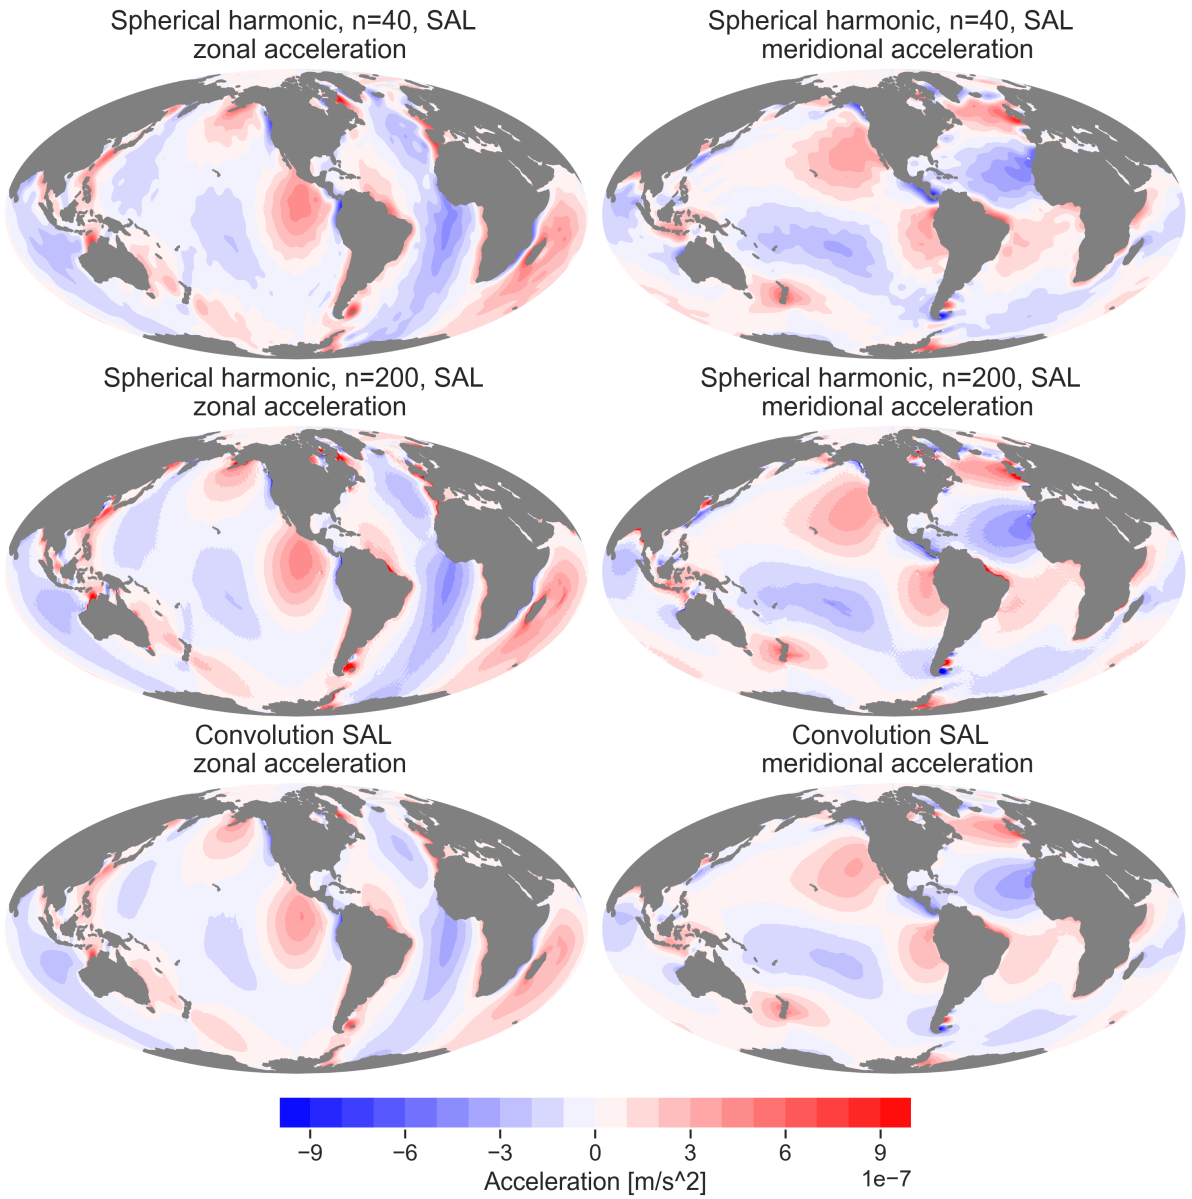 Spherical harmonic, n=40, SAL
zonal acceleration
Spherical harmonic, n=40, SAL
meridional acceleration
Spherical harmonic, n=200, SAL
zonal acceleration
Spherical harmonic, n=200, SAL
meridional acceleration
Convolution SAL
zonal acceleration
Convolution SAL
meridional acceleration
−9 −6 −3 0 3 6 9
1e−7
Acceleration [m/s^2]